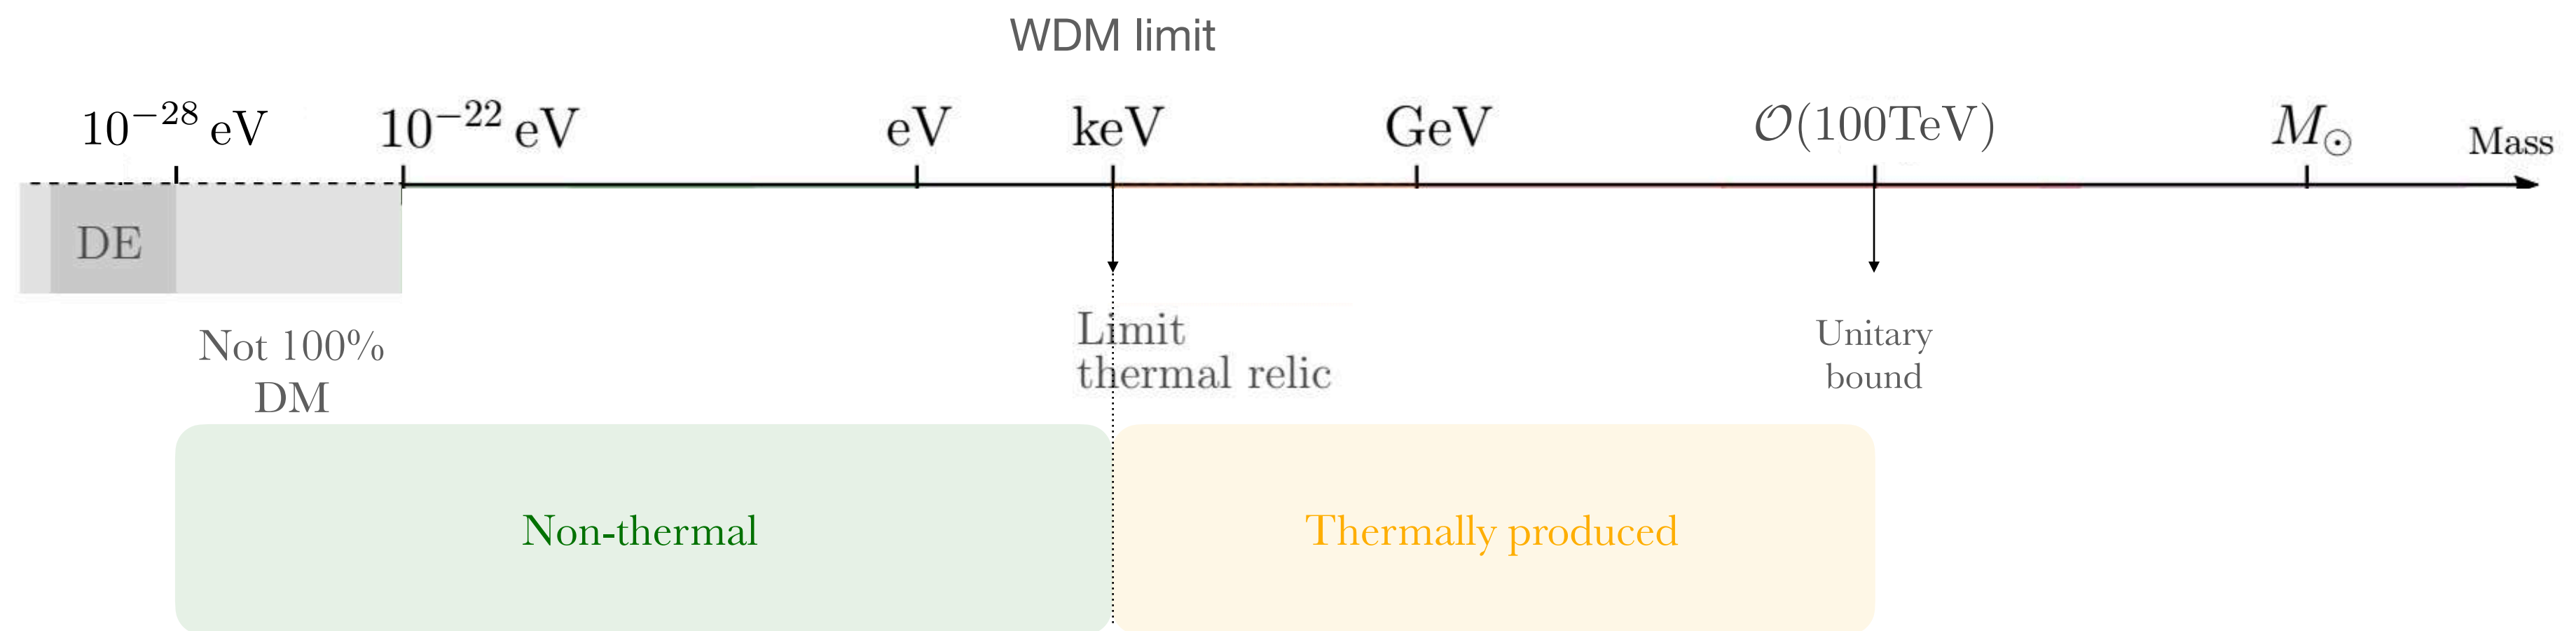 WDM limit
10⁻²⁸ eV
10⁻²² eV
eV
keV
GeV
𝒪(100TeV)
M☉
Mass
DE
Not 100%
DM
Limit
thermal relic
Unitary
bound
Non-thermal
Thermally produced